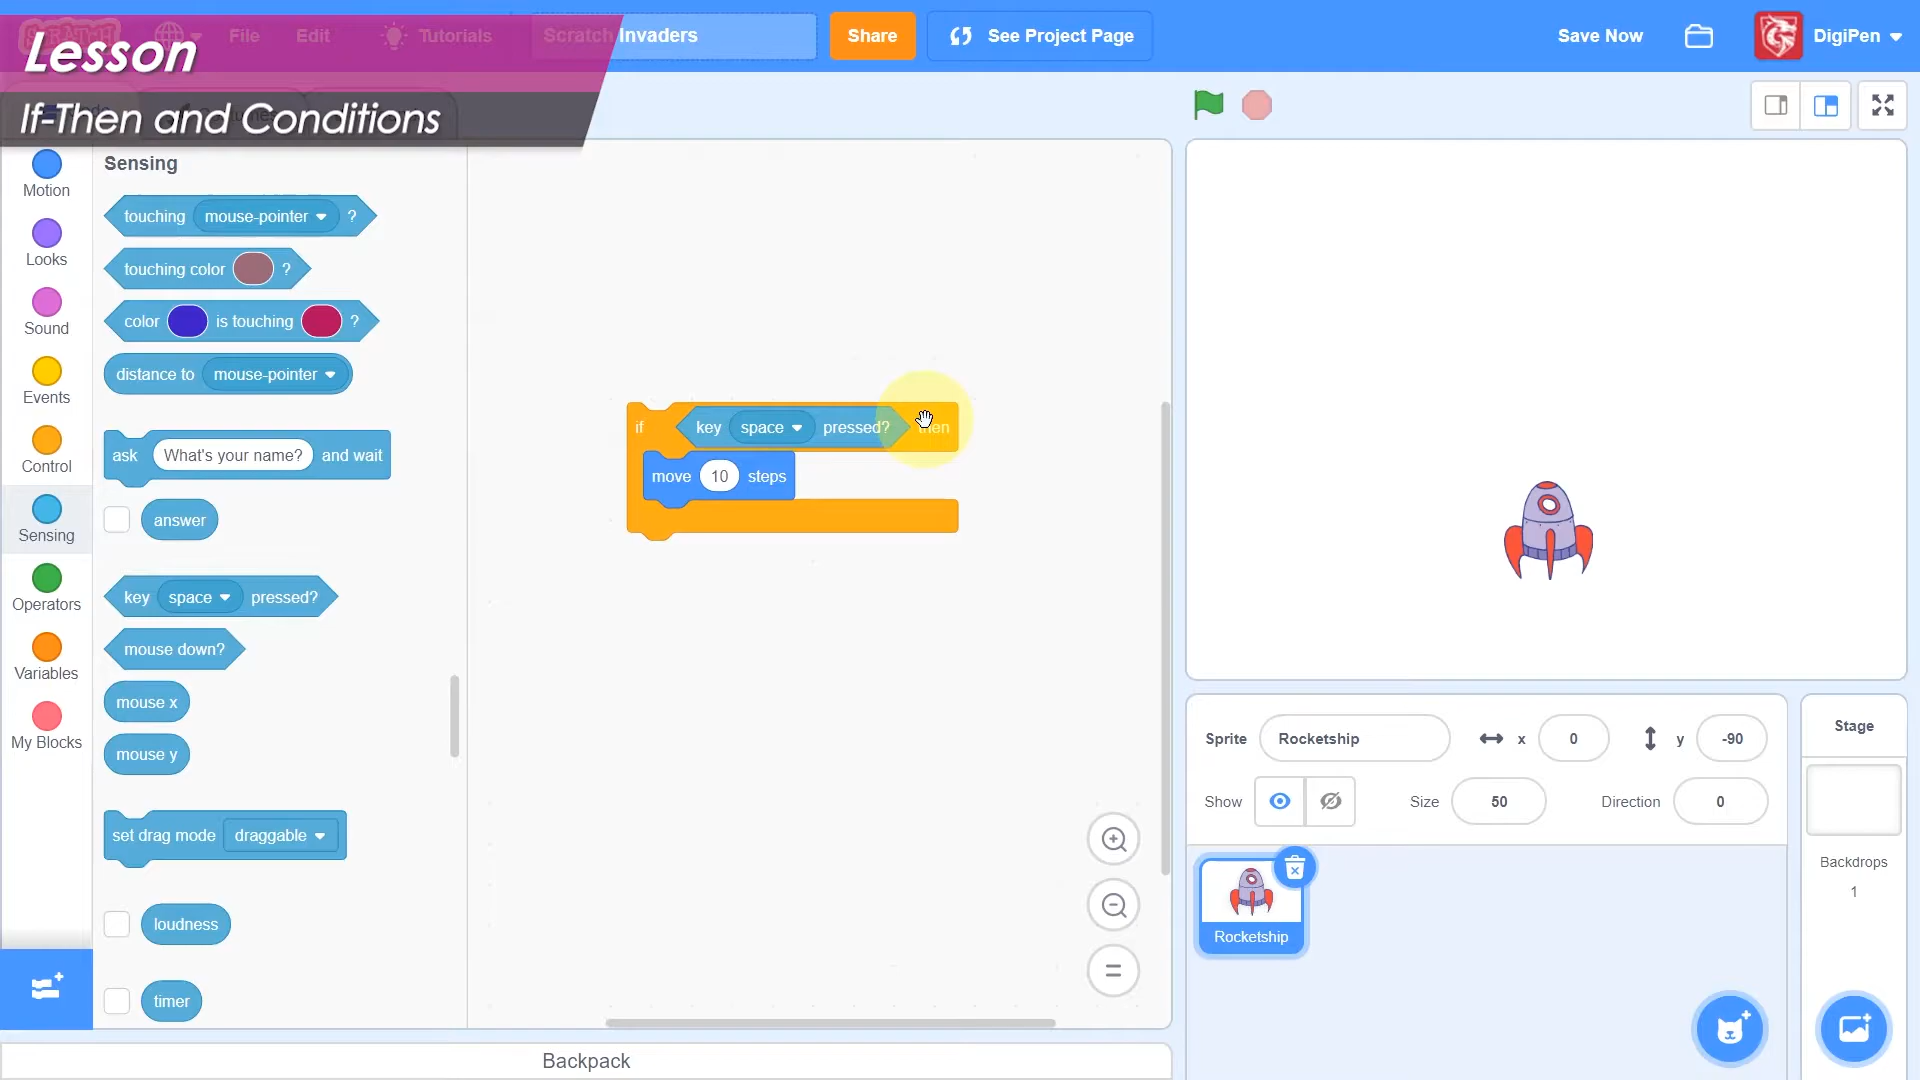 Lesson
If-Then and Conditions
SCRATCH
File
Edit
Tutorials
Scratch Invaders
Share
See Project Page
Save Now
DigiPen
Motion
Looks
Sound
Events
Control
Sensing
Operators
Variables
My Blocks
Sensing
touching mouse-pointer ?
touching color ?
color is touching ?
distance to mouse-pointer
ask What's your name? and wait
answer
key space pressed?
mouse down?
mouse x
mouse y
set drag mode draggable
loudness
timer
if key space pressed? then
move 10 steps
Backpack
Sprite Rocketship x 0 y -90
Show Size 50 Direction 0
Rocketship
Stage
Backdrops
1